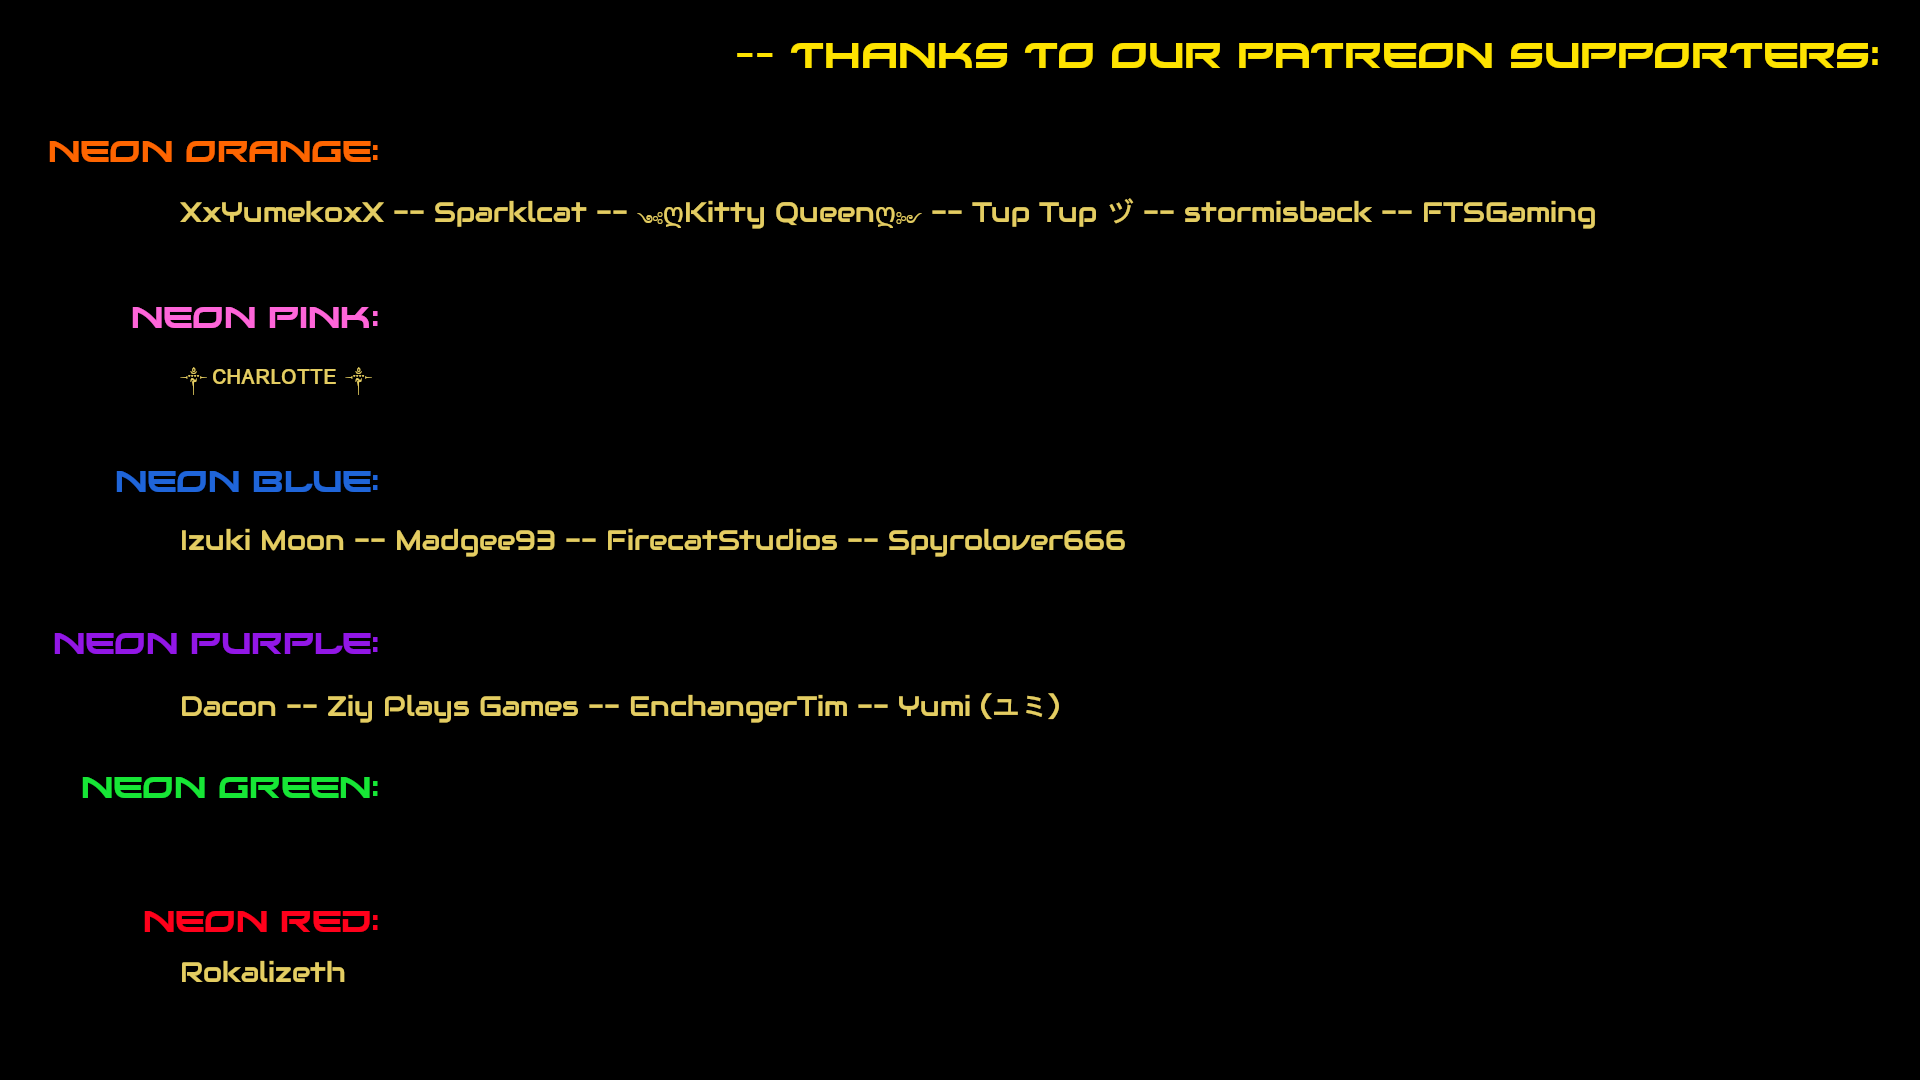 -- THANKS TO OUR PATREON SUPPORTERS:
NEON ORANGE:
XxYumekoxX -- Sparklcat -- ༄ღKitty Queenღ༄ -- Tup Tup ヅ -- stormisback -- FTSGaming
NEON PINK:
༒ CHARLOTTE ༒
NEON BLUE:
Izuki Moon -- Madgee93 -- FirecatStudios -- Spyrolover666
NEON PURPLE:
Dacon -- Ziy Plays Games -- EnchangerTim -- Yumi (ユミ)
NEON GREEN:
NEON RED:
Rokalizeth